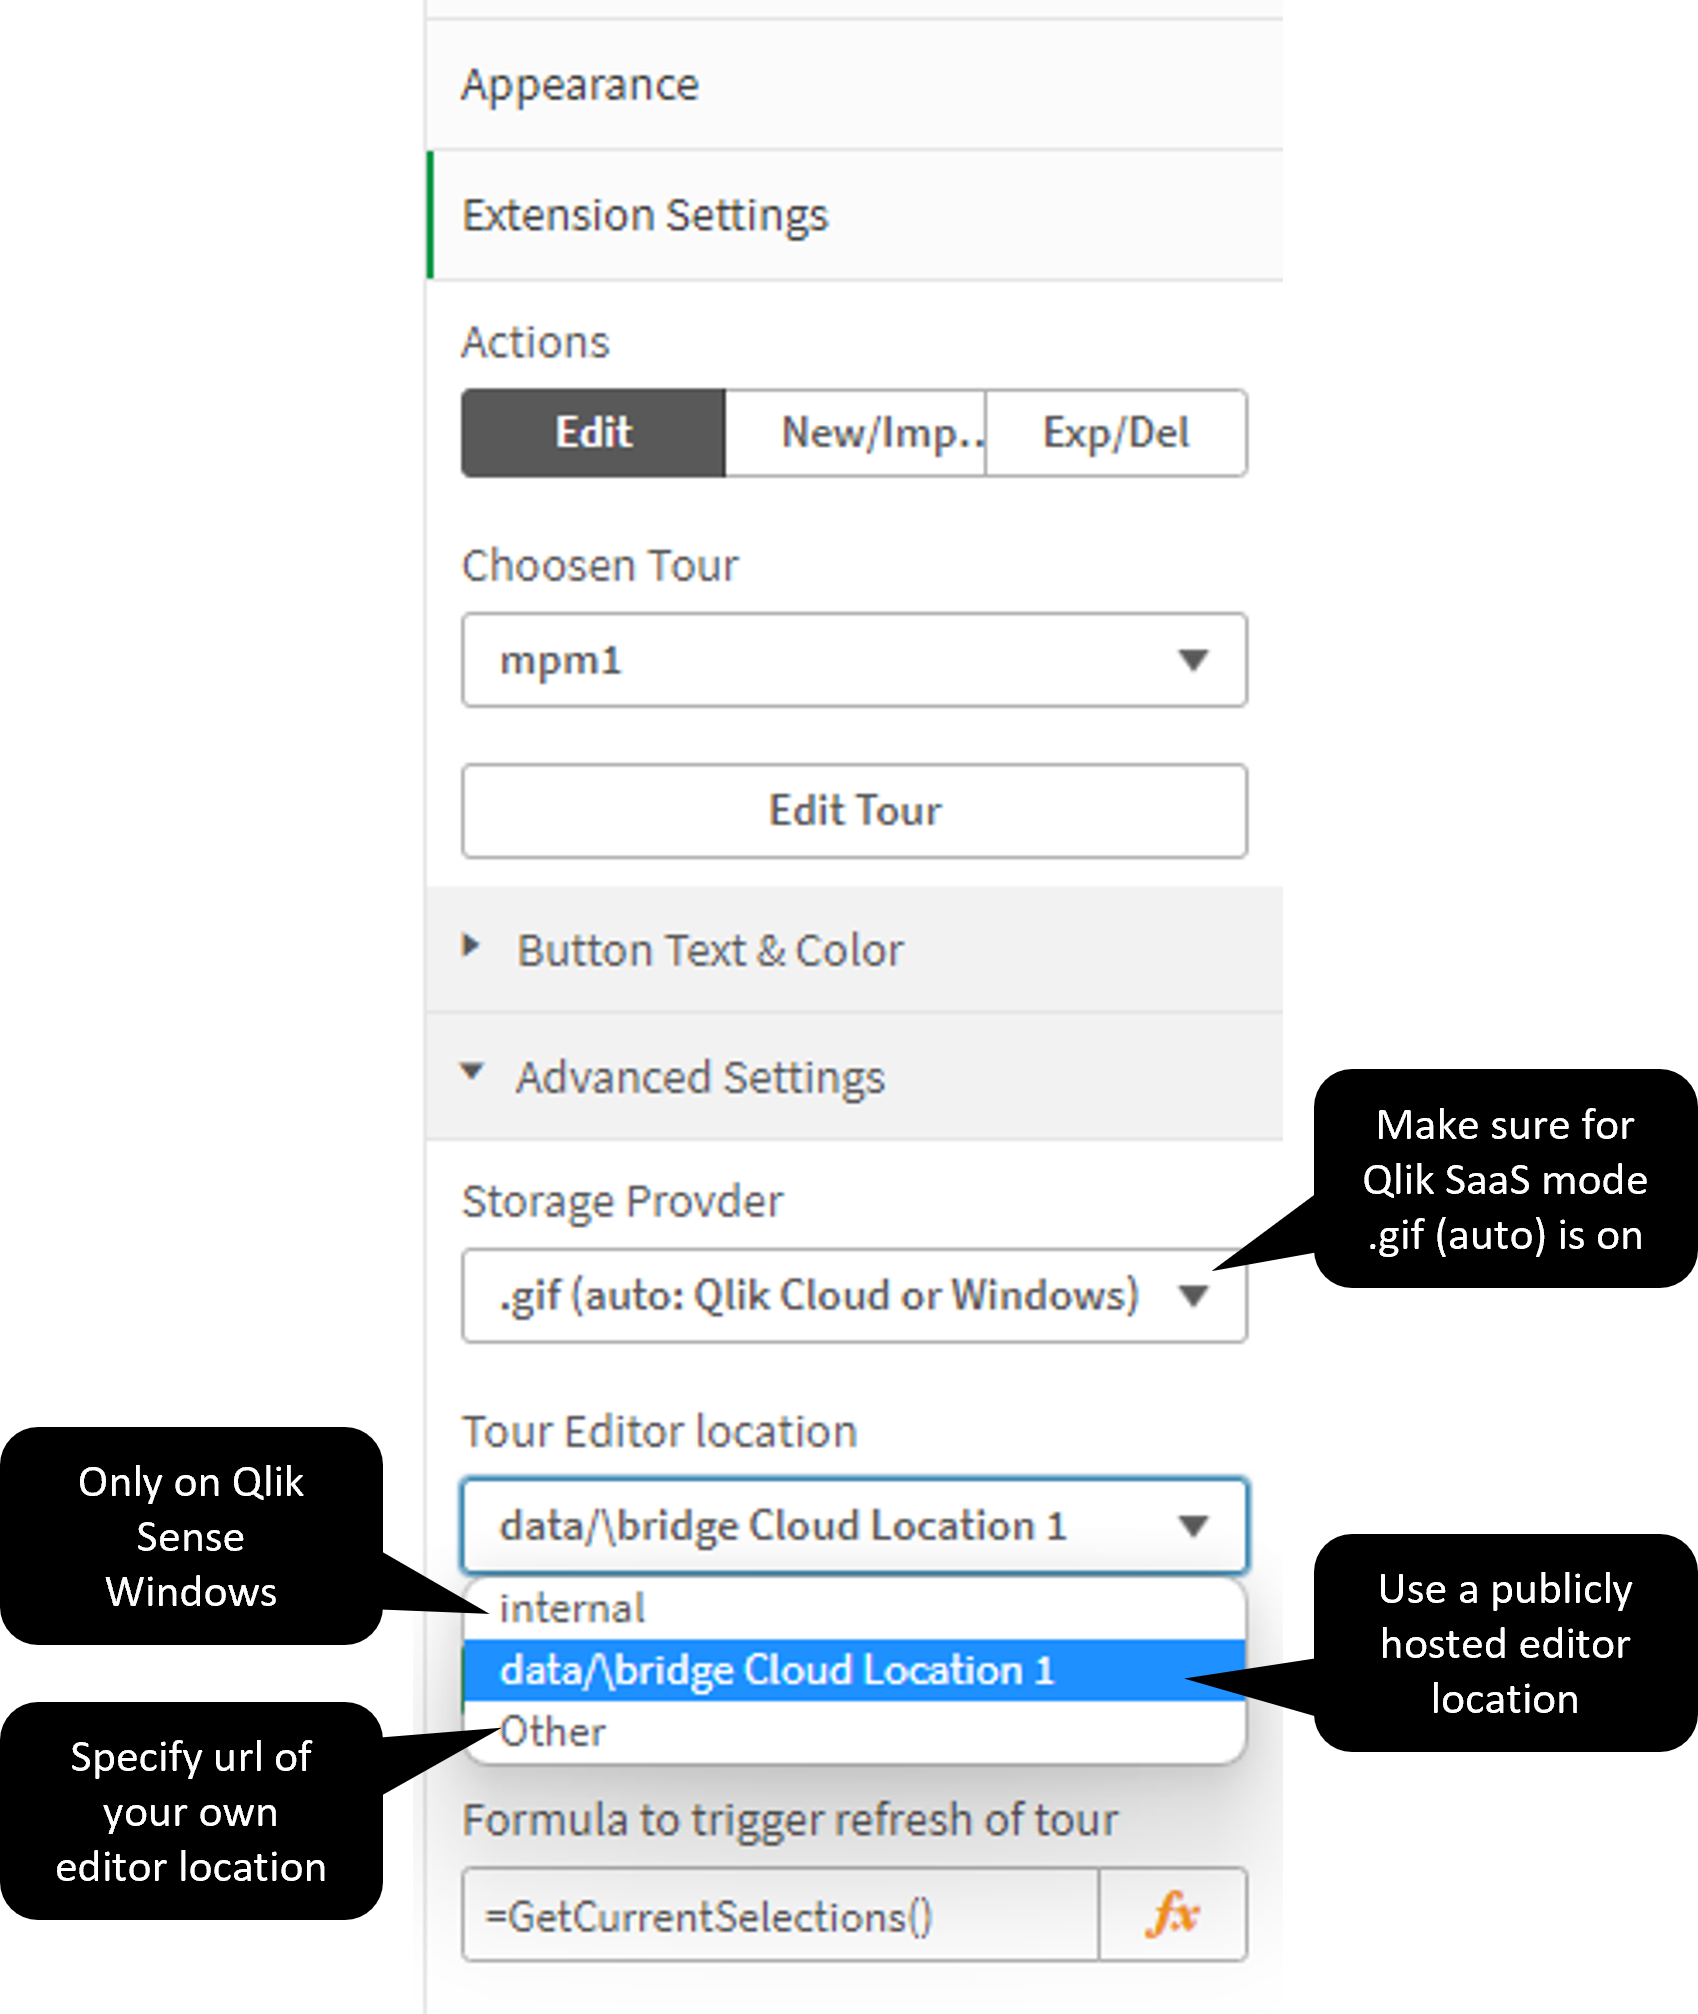 Appearance
Extension Settings
Actions
Edit
New/Imp..
Exp/Del
Choosen Tour
mpm1
Edit Tour
Button Text & Color
Advanced Settings
Make sure for
Qlik SaaS mode
.gif (auto) is on
Storage Provder
.gif (auto: Qlik Cloud or Windows)
Tour Editor location
Only on Qlik
Sense
Windows
data/\bridge Cloud Location 1
internal
data/\bridge Cloud Location 1
Other
Use a publicly
hosted editor
location
Specify url of
your own
editor location
Formula to trigger refresh of tour
=GetCurrentSelections()
fx